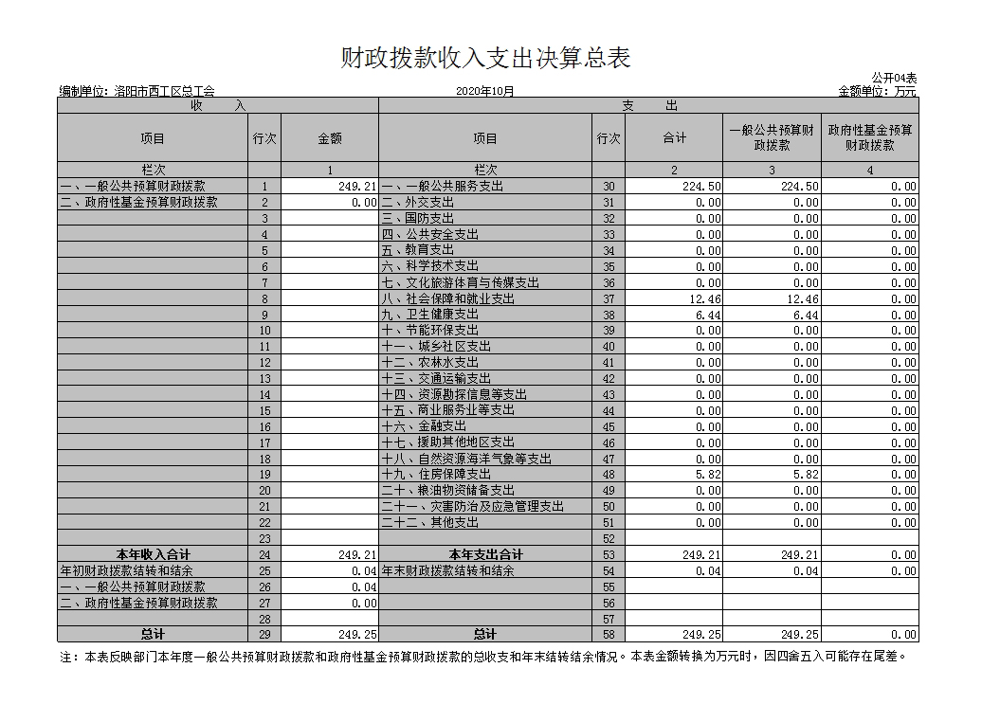 财政拨款收入支出决算总表
公开04表
编制单位：洛阳市西工区总工会 2020年10月 金额单位：万元
收 入 支 出
项目 行次 金额 项目 行次 合计 一般公共预算财政拨款 政府性基金预算财政拨款
栏次 1 栏次 2 3 4
一、一般公共预算财政拨款 1 249.21 一、一般公共服务支出 30 224.50 224.50 0.00
二、政府性基金预算财政拨款 2 0.00 二、外交支出 31 0.00 0.00 0.00
3 三、国防支出 32 0.00 0.00 0.00
4 四、公共安全支出 33 0.00 0.00 0.00
5 五、教育支出 34 0.00 0.00 0.00
6 六、科学技术支出 35 0.00 0.00 0.00
7 七、文化旅游体育与传媒支出 36 0.00 0.00 0.00
8 八、社会保障和就业支出 37 12.46 12.46 0.00
9 九、卫生健康支出 38 6.44 6.44 0.00
10 十、节能环保支出 39 0.00 0.00 0.00
11 十一、城乡社区支出 40 0.00 0.00 0.00
12 十二、农林水支出 41 0.00 0.00 0.00
13 十三、交通运输支出 42 0.00 0.00 0.00
14 十四、资源勘探信息等支出 43 0.00 0.00 0.00
15 十五、商业服务业等支出 44 0.00 0.00 0.00
16 十六、金融支出 45 0.00 0.00 0.00
17 十七、援助其他地区支出 46 0.00 0.00 0.00
18 十八、自然资源海洋气象等支出 47 0.00 0.00 0.00
19 十九、住房保障支出 48 5.82 5.82 0.00
20 二十、粮油物资储备支出 49 0.00 0.00 0.00
21 二十一、灾害防治及应急管理支出 50 0.00 0.00 0.00
22 二十二、其他支出 51 0.00 0.00 0.00
23 52
本年收入合计 24 249.21 本年支出合计 53 249.21 249.21 0.00
年初财政拨款结转和结余 25 0.04 年末财政拨款结转和结余 54 0.04 0.04 0.00
一、一般公共预算财政拨款 26 0.04 55
二、政府性基金预算财政拨款 27 0.00 56
28 57
总计 29 249.25 总计 58 249.25 249.25 0.00
注：本表反映部门本年度一般公共预算财政拨款和政府性基金预算财政拨款的总收支和年末结转结余情况。本表金额转换为万元时，因四舍五入可能存在尾差。